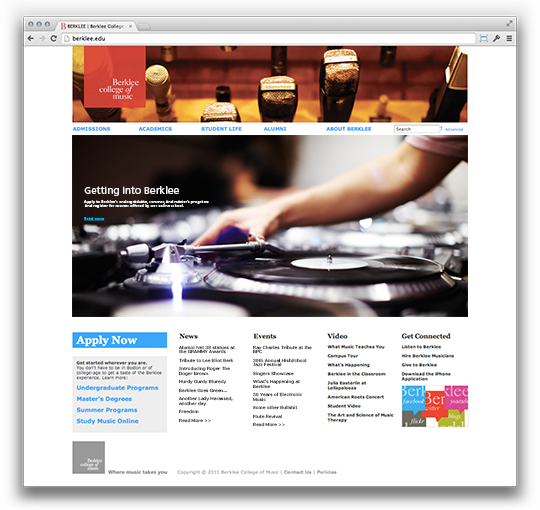 BERKLEE | Berklee College
berklee.edu
Berklee
college of
music
ADMISSIONS ACADEMICS STUDENT LIFE ALUMNI ABOUT BERKLEE Search Advanced
Getting into Berklee
Apply to Berklee's undergraduate, summer, and master's programs
And register for courses offered by our online school.
Read more
Apply Now
Get started wherever you are.
You don't have to be in Boston or of
college-age to get a taste of the Berklee
experience. Learn more:
Undergraduate Programs
Master's Degrees
Summer Programs
Study Music Online
News
Alumni Net 38 statues at
the GRAMMY Awards
Tribute to Lee Eliot Berk
Introducing Roger The
Doger Brown
Hurdy Gurdy Bluredy
Berklee Goes Green...
Another Lady Harassed,
another day
Freedom
Read More >>
Events
Ray Charles Tribute at the
BPC
38th Annual Highschool
Jazz Festival
Singers Showcase
What's Happening at
Berklee
30 Years of Electronic
Music
Some other Bullshit
Flute Revival
Read More >>
Video
What Music Teaches You
Campus Tour
What's Happening
Berklee in the Classroom
Julia Easterlin at
Lollapalooza
American Roots Concert
Student Video
The Art and Science of Music
Therapy
Get Connected
Listen to Berklee
Hire Berklee Musicians
Give to Berklee
Download the iPhone
Application
facebook
twitter
youtube
flickr
Berklee
college of
music
Where music takes you Copyright © 2011 Berklee College of Music | Contact Us | Policies